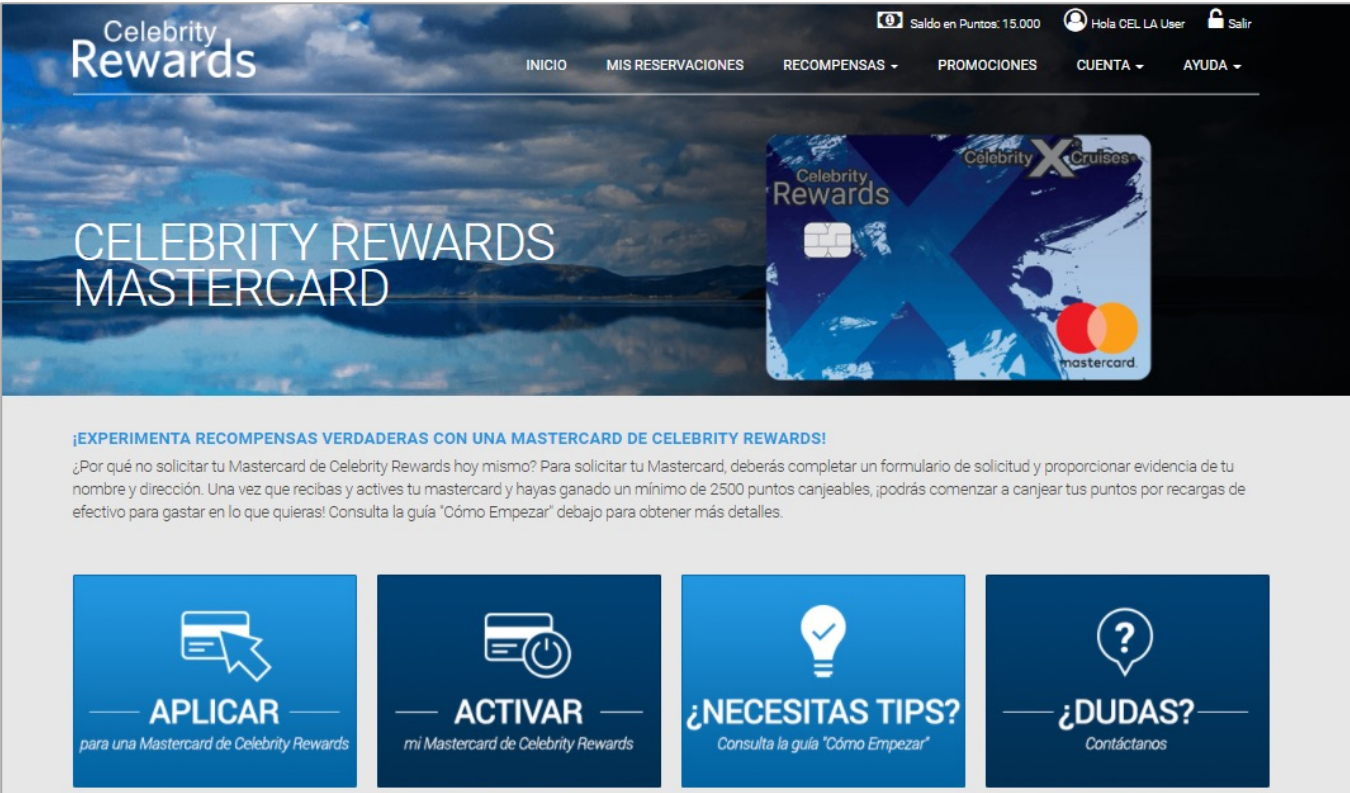 Celebrity
Rewards
Saldo en Puntos: 15.000 Hola CEL LA User Salir
INICIO MIS RESERVACIONES RECOMPENSAS PROMOCIONES CUENTA AYUDA
Celebrity X Cruises
Celebrity
Rewards
mastercard.
CELEBRITY REWARDS
MASTERCARD
¡EXPERIMENTA RECOMPENSAS VERDADERAS CON UNA MASTERCARD DE CELEBRITY REWARDS!
¿Por qué no solicitar tu Mastercard de Celebrity Rewards hoy mismo? Para solicitar tu Mastercard, deberás completar un formulario de solicitud y proporcionar evidencia de tu
nombre y dirección. Una vez que recibas y actives tu mastercard y hayas ganado un mínimo de 2500 puntos canjeables, ¡podrás comenzar a canjear tus puntos por recargas de
efectivo para gastar en lo que quieras! Consulta la guía "Cómo Empezar" debajo para obtener más detalles.
APLICAR
para una Mastercard de Celebrity Rewards
ACTIVAR
mi Mastercard de Celebrity Rewards
¿NECESITAS TIPS?
Consulta la guía "Cómo Empezar"
¿DUDAS?
Contáctanos